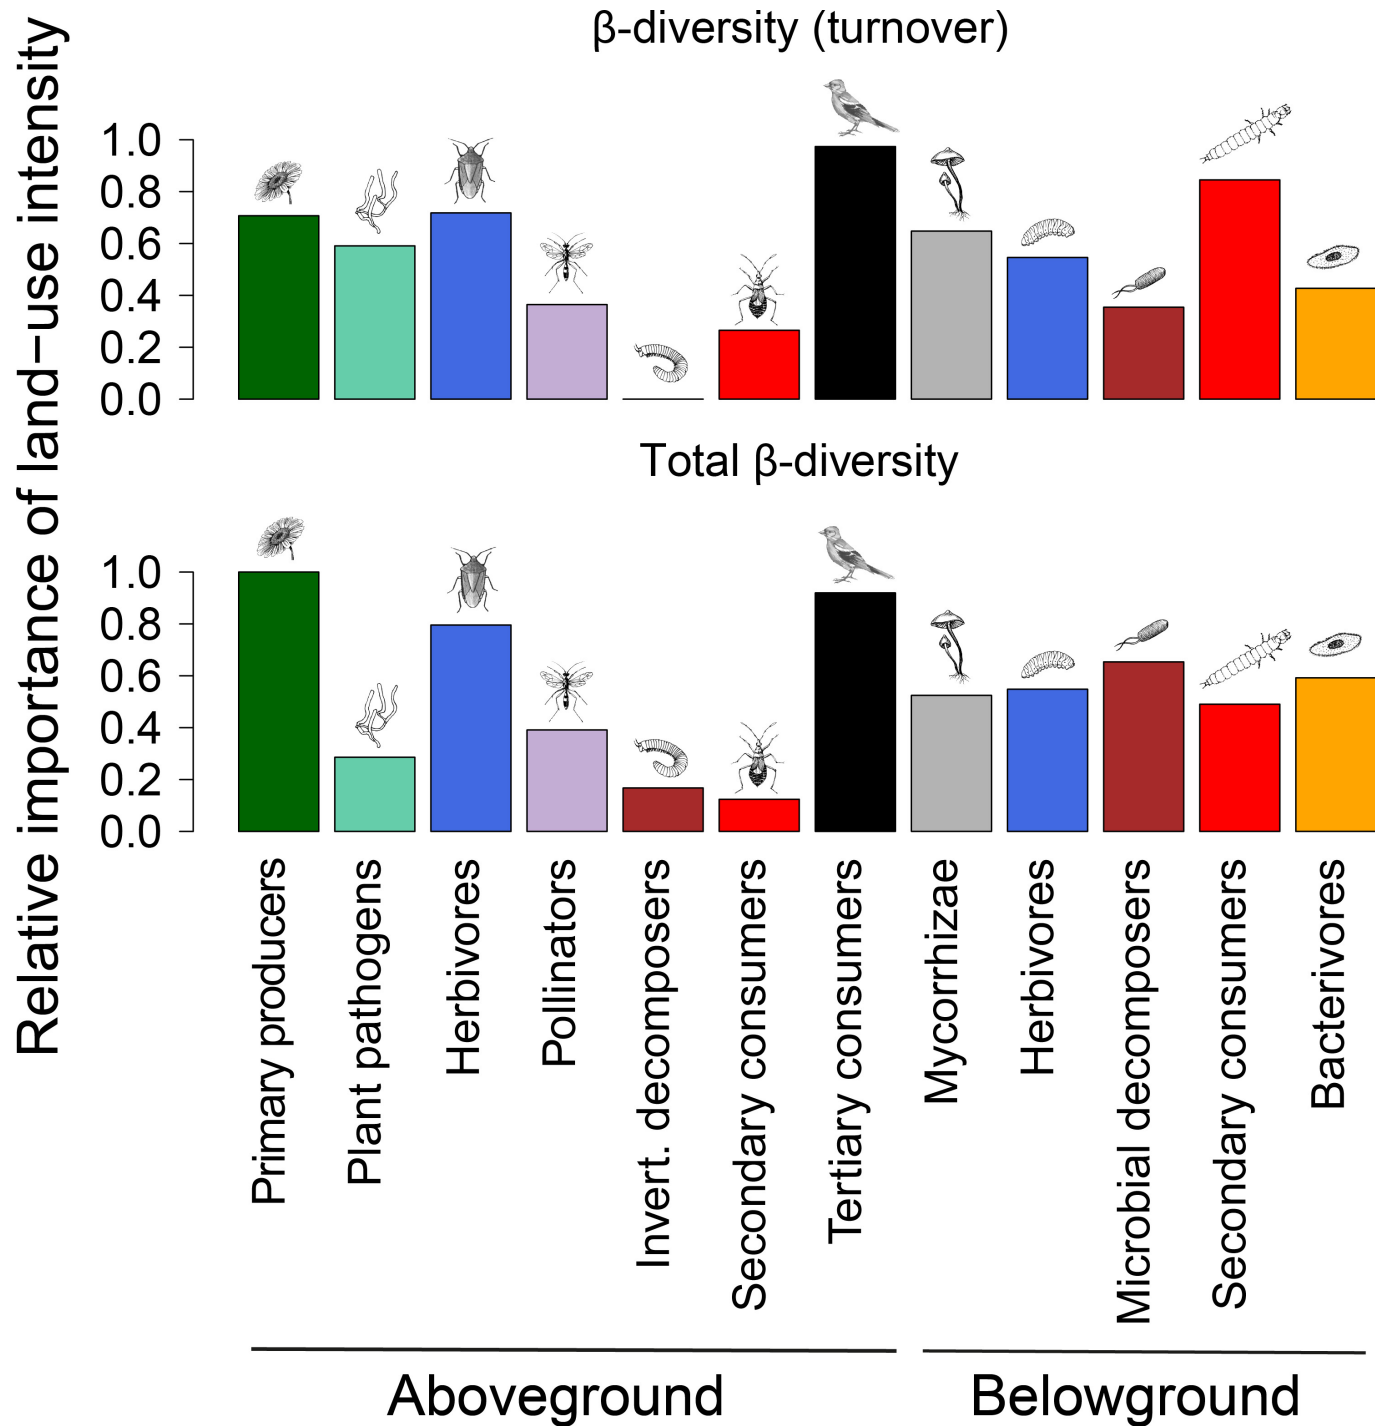 Relative importance of land−use intensity
β-diversity (turnover)
1.0
0.8
0.6
0.4
0.2
0.0
Total β-diversity
1.0
0.8
0.6
0.4
0.2
0.0
Primary producers
Plant pathogens
Herbivores
Pollinators
Invert. decomposers
Secondary consumers
Tertiary consumers
Mycorrhizae
Herbivores
Microbial decomposers
Secondary consumers
Bacterivores
Aboveground
Belowground